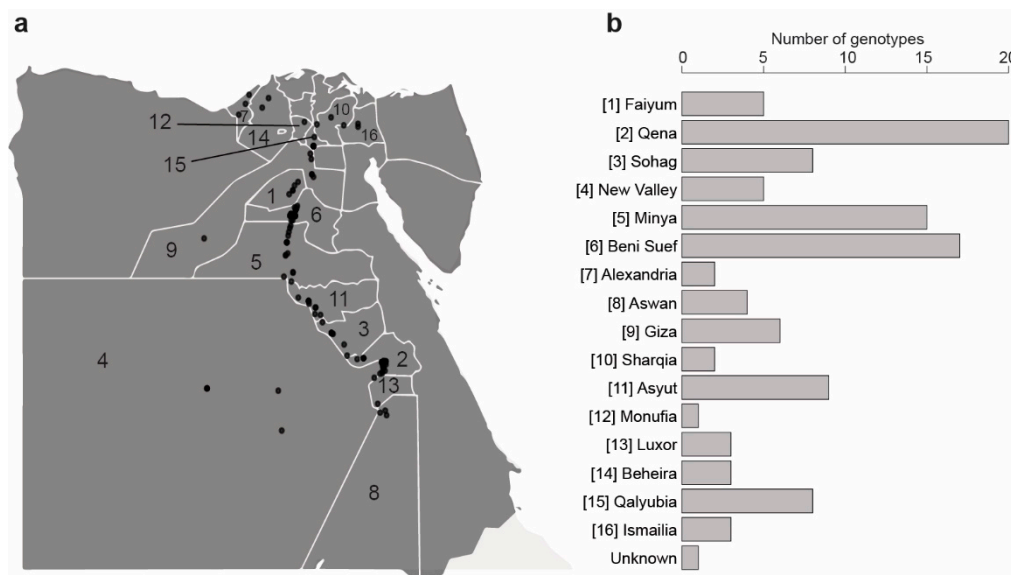 a
7
10
12
14
16
15
1
6
9
5
11
3
4
2
13
8
b
Number of genotypes
0 5 10 15 20
[1] Faiyum
[2] Qena
[3] Sohag
[4] New Valley
[5] Minya
[6] Beni Suef
[7] Alexandria
[8] Aswan
[9] Giza
[10] Sharqia
[11] Asyut
[12] Monufia
[13] Luxor
[14] Beheira
[15] Qalyubia
[16] Ismailia
Unknown